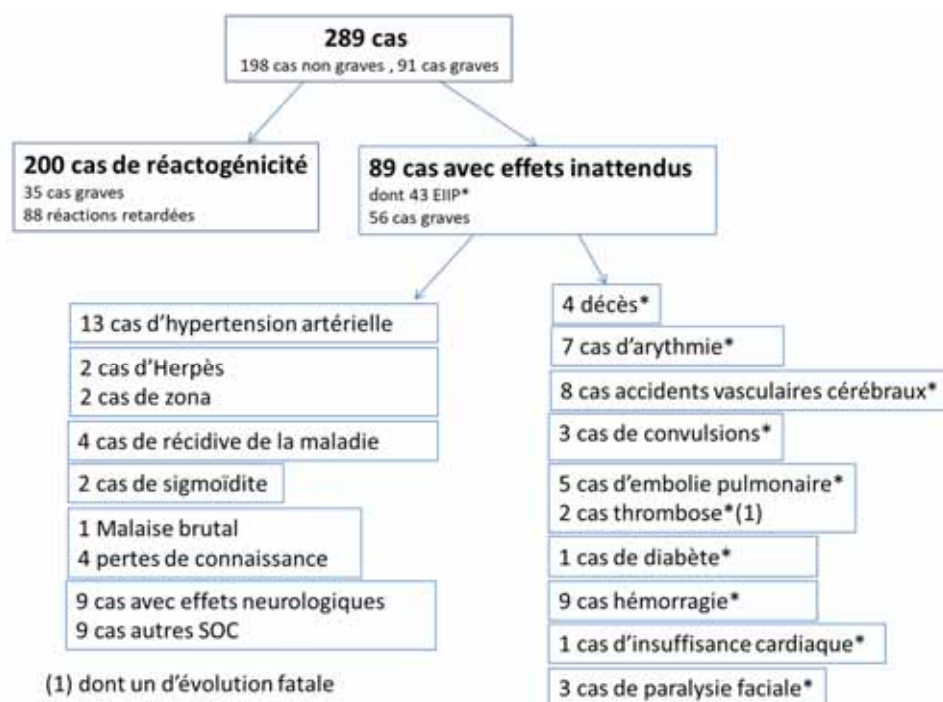 289 cas
198 cas non graves , 91 cas graves
200 cas de réactogénicité
35 cas graves
88 réactions retardées
89 cas avec effets inattendus
dont 43 EIIP*
56 cas graves
13 cas d'hypertension artérielle
2 cas d'Herpès
2 cas de zona
4 cas de récidive de la maladie
2 cas de sigmoïdite
1 Malaise brutal
4 pertes de connaissance
9 cas avec effets neurologiques
9 cas autres SOC
(1) dont un d'évolution fatale
4 décès*
7 cas d'arythmie*
8 cas accidents vasculaires cérébraux*
3 cas de convulsions*
5 cas d'embolie pulmonaire*
2 cas thrombose*(1)
1 cas de diabète*
9 cas hémorragie*
1 cas d'insuffisance cardiaque*
3 cas de paralysie faciale*